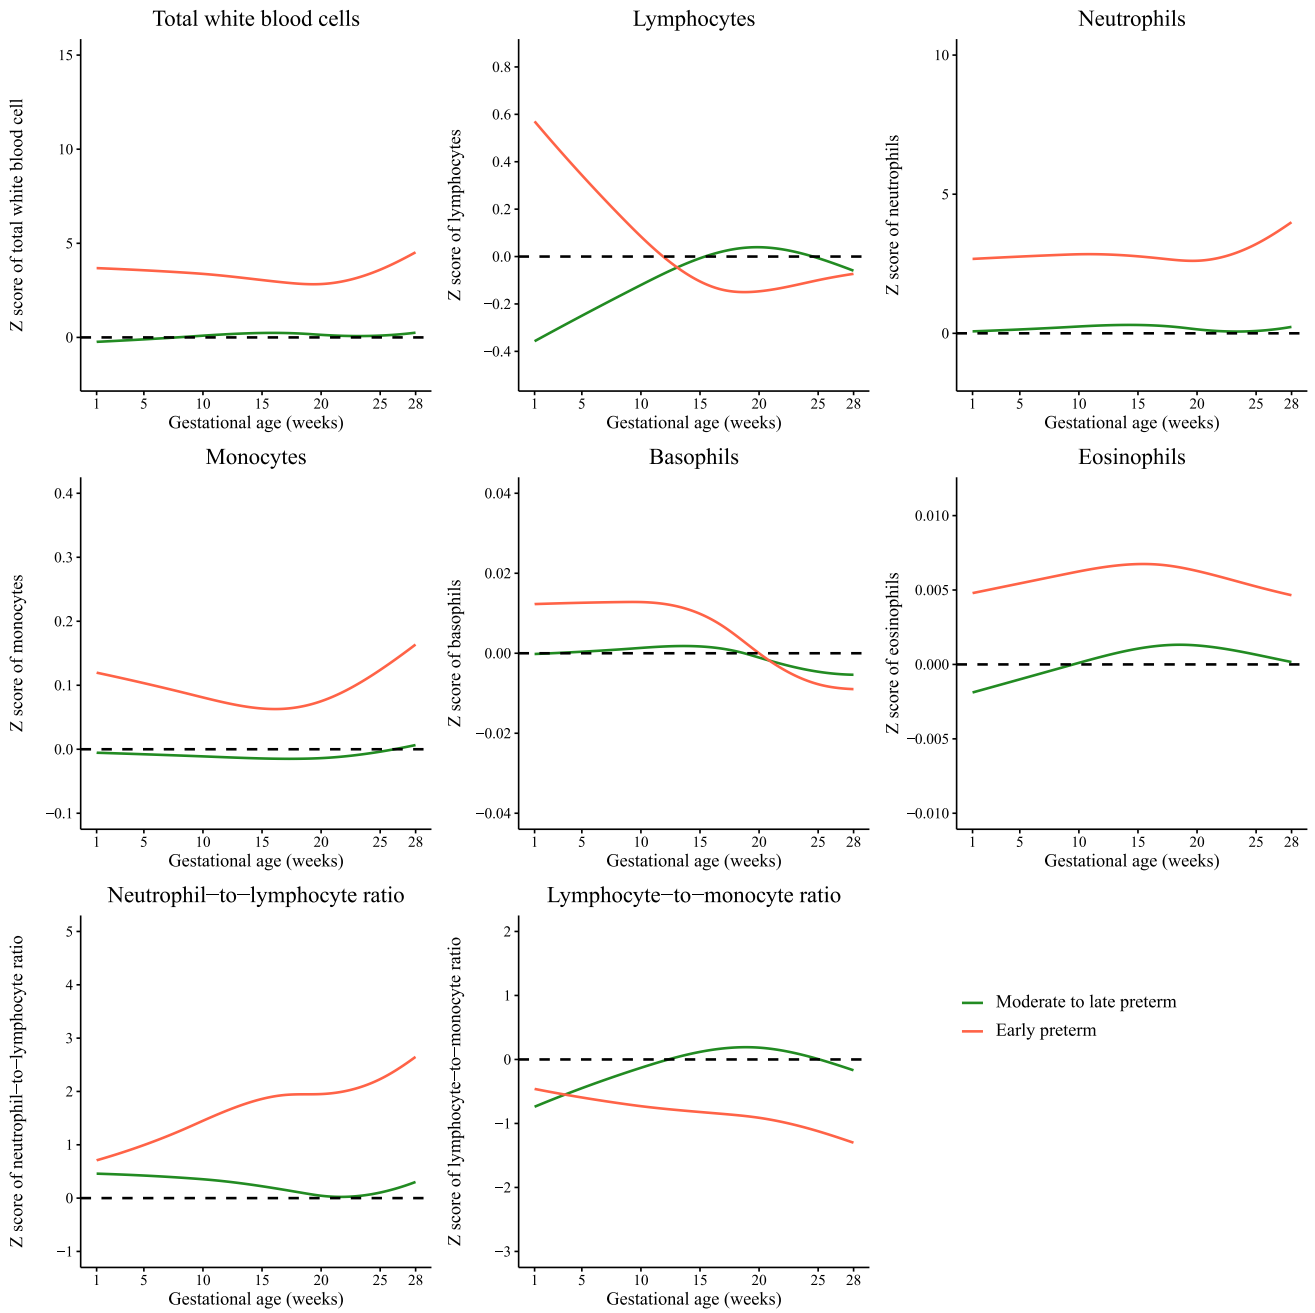 Total white blood cells
Z score of total white blood cell
15
10
5
0
1 5 10 15 20 25 28
Gestational age (weeks)
Lymphocytes
Z score of lymphocytes
0.8
0.6
0.4
0.2
0.0
−0.2
−0.4
1 5 10 15 20 25 28
Gestational age (weeks)
Neutrophils
Z score of neutrophils
10
5
0
1 5 10 15 20 25 28
Gestational age (weeks)
Monocytes
Z score of monocytes
0.4
0.3
0.2
0.1
0.0
−0.1
1 5 10 15 20 25 28
Gestational age (weeks)
Basophils
Z score of basophils
0.04
0.02
0.00
−0.02
−0.04
1 5 10 15 20 25 28
Gestational age (weeks)
Eosinophils
Z score of eosinophils
0.010
0.005
0.000
−0.005
−0.010
1 5 10 15 20 25 28
Gestational age (weeks)
Neutrophil−to−lymphocyte ratio
Z score of neutrophil−to−lymphocyte ratio
5
4
3
2
1
0
−1
1 5 10 15 20 25 28
Gestational age (weeks)
Lymphocyte−to−monocyte ratio
Z score of lymphocyte−to−monocyte ratio
2
1
0
−1
−2
−3
1 5 10 15 20 25 28
Gestational age (weeks)
Moderate to late preterm
Early preterm